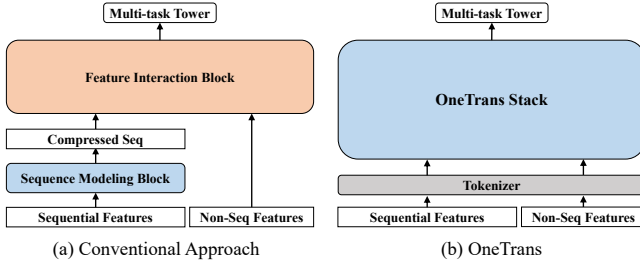 Multi-task Tower
Feature Interaction Block
Compressed Seq
Sequence Modeling Block
Sequential Features
Non-Seq Features
(a) Conventional Approach
Multi-task Tower
OneTrans Stack
Tokenizer
Sequential Features
Non-Seq Features
(b) OneTrans